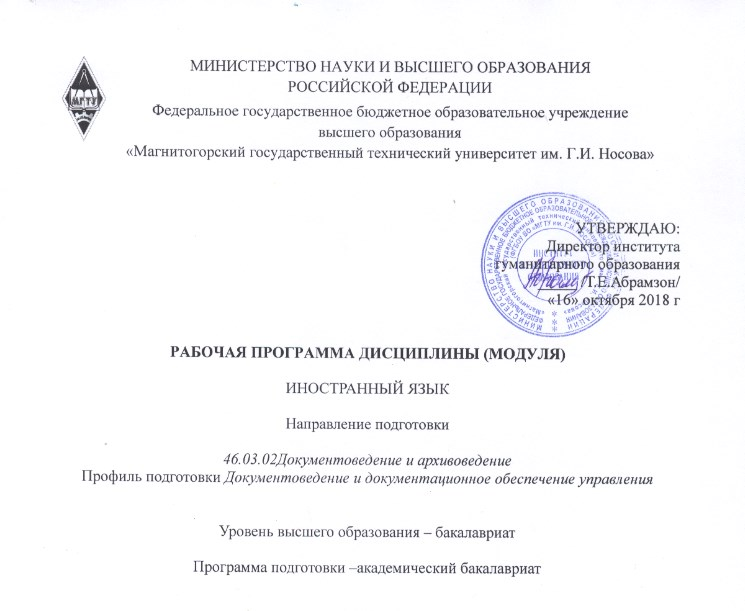 МИНИСТЕРСТВО НАУКИ И ВЫСШЕГО ОБРАЗОВАНИЯ
РОССИЙСКОЙ ФЕДЕРАЦИИ
Федеральное государственное бюджетное образовательное учреждение
высшего образования
«Магнитогорский государственный технический университет им. Г.И. Носова»
МГТУ
УТВЕРЖДАЮ:
Директор института
гуманитарного образования
/Т.Е.Абрамзон/
«16» октября 2018 г
РАБОЧАЯ ПРОГРАММА ДИСЦИПЛИНЫ (МОДУЛЯ)
ИНОСТРАННЫЙ ЯЗЫК
Направление подготовки
46.03.02Документоведение и архивоведение
Профиль подготовки Документоведение и документационное обеспечение управления
Уровень высшего образования – бакалавриат
Программа подготовки –академический бакалавриат